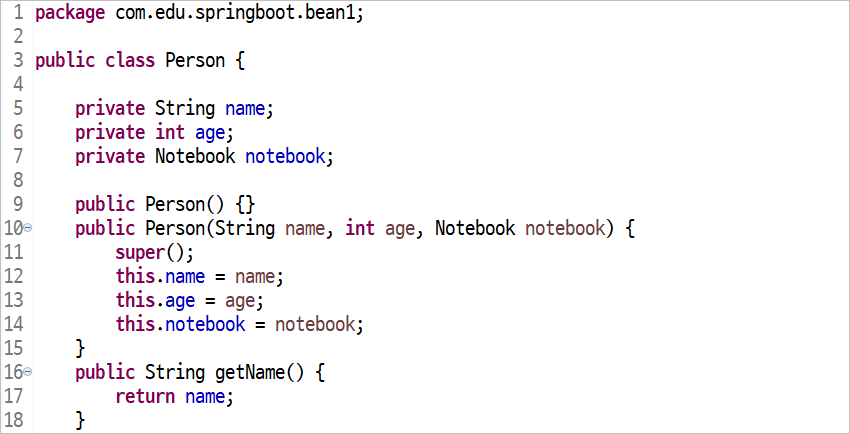 1 package com.edu.springboot.bean1;
2
3 public class Person {
4
5     private String name;
6     private int age;
7     private Notebook notebook;
8
9     public Person() {}
10     public Person(String name, int age, Notebook notebook) {
11         super();
12         this.name = name;
13         this.age = age;
14         this.notebook = notebook;
15     }
16     public String getName() {
17         return name;
18     }